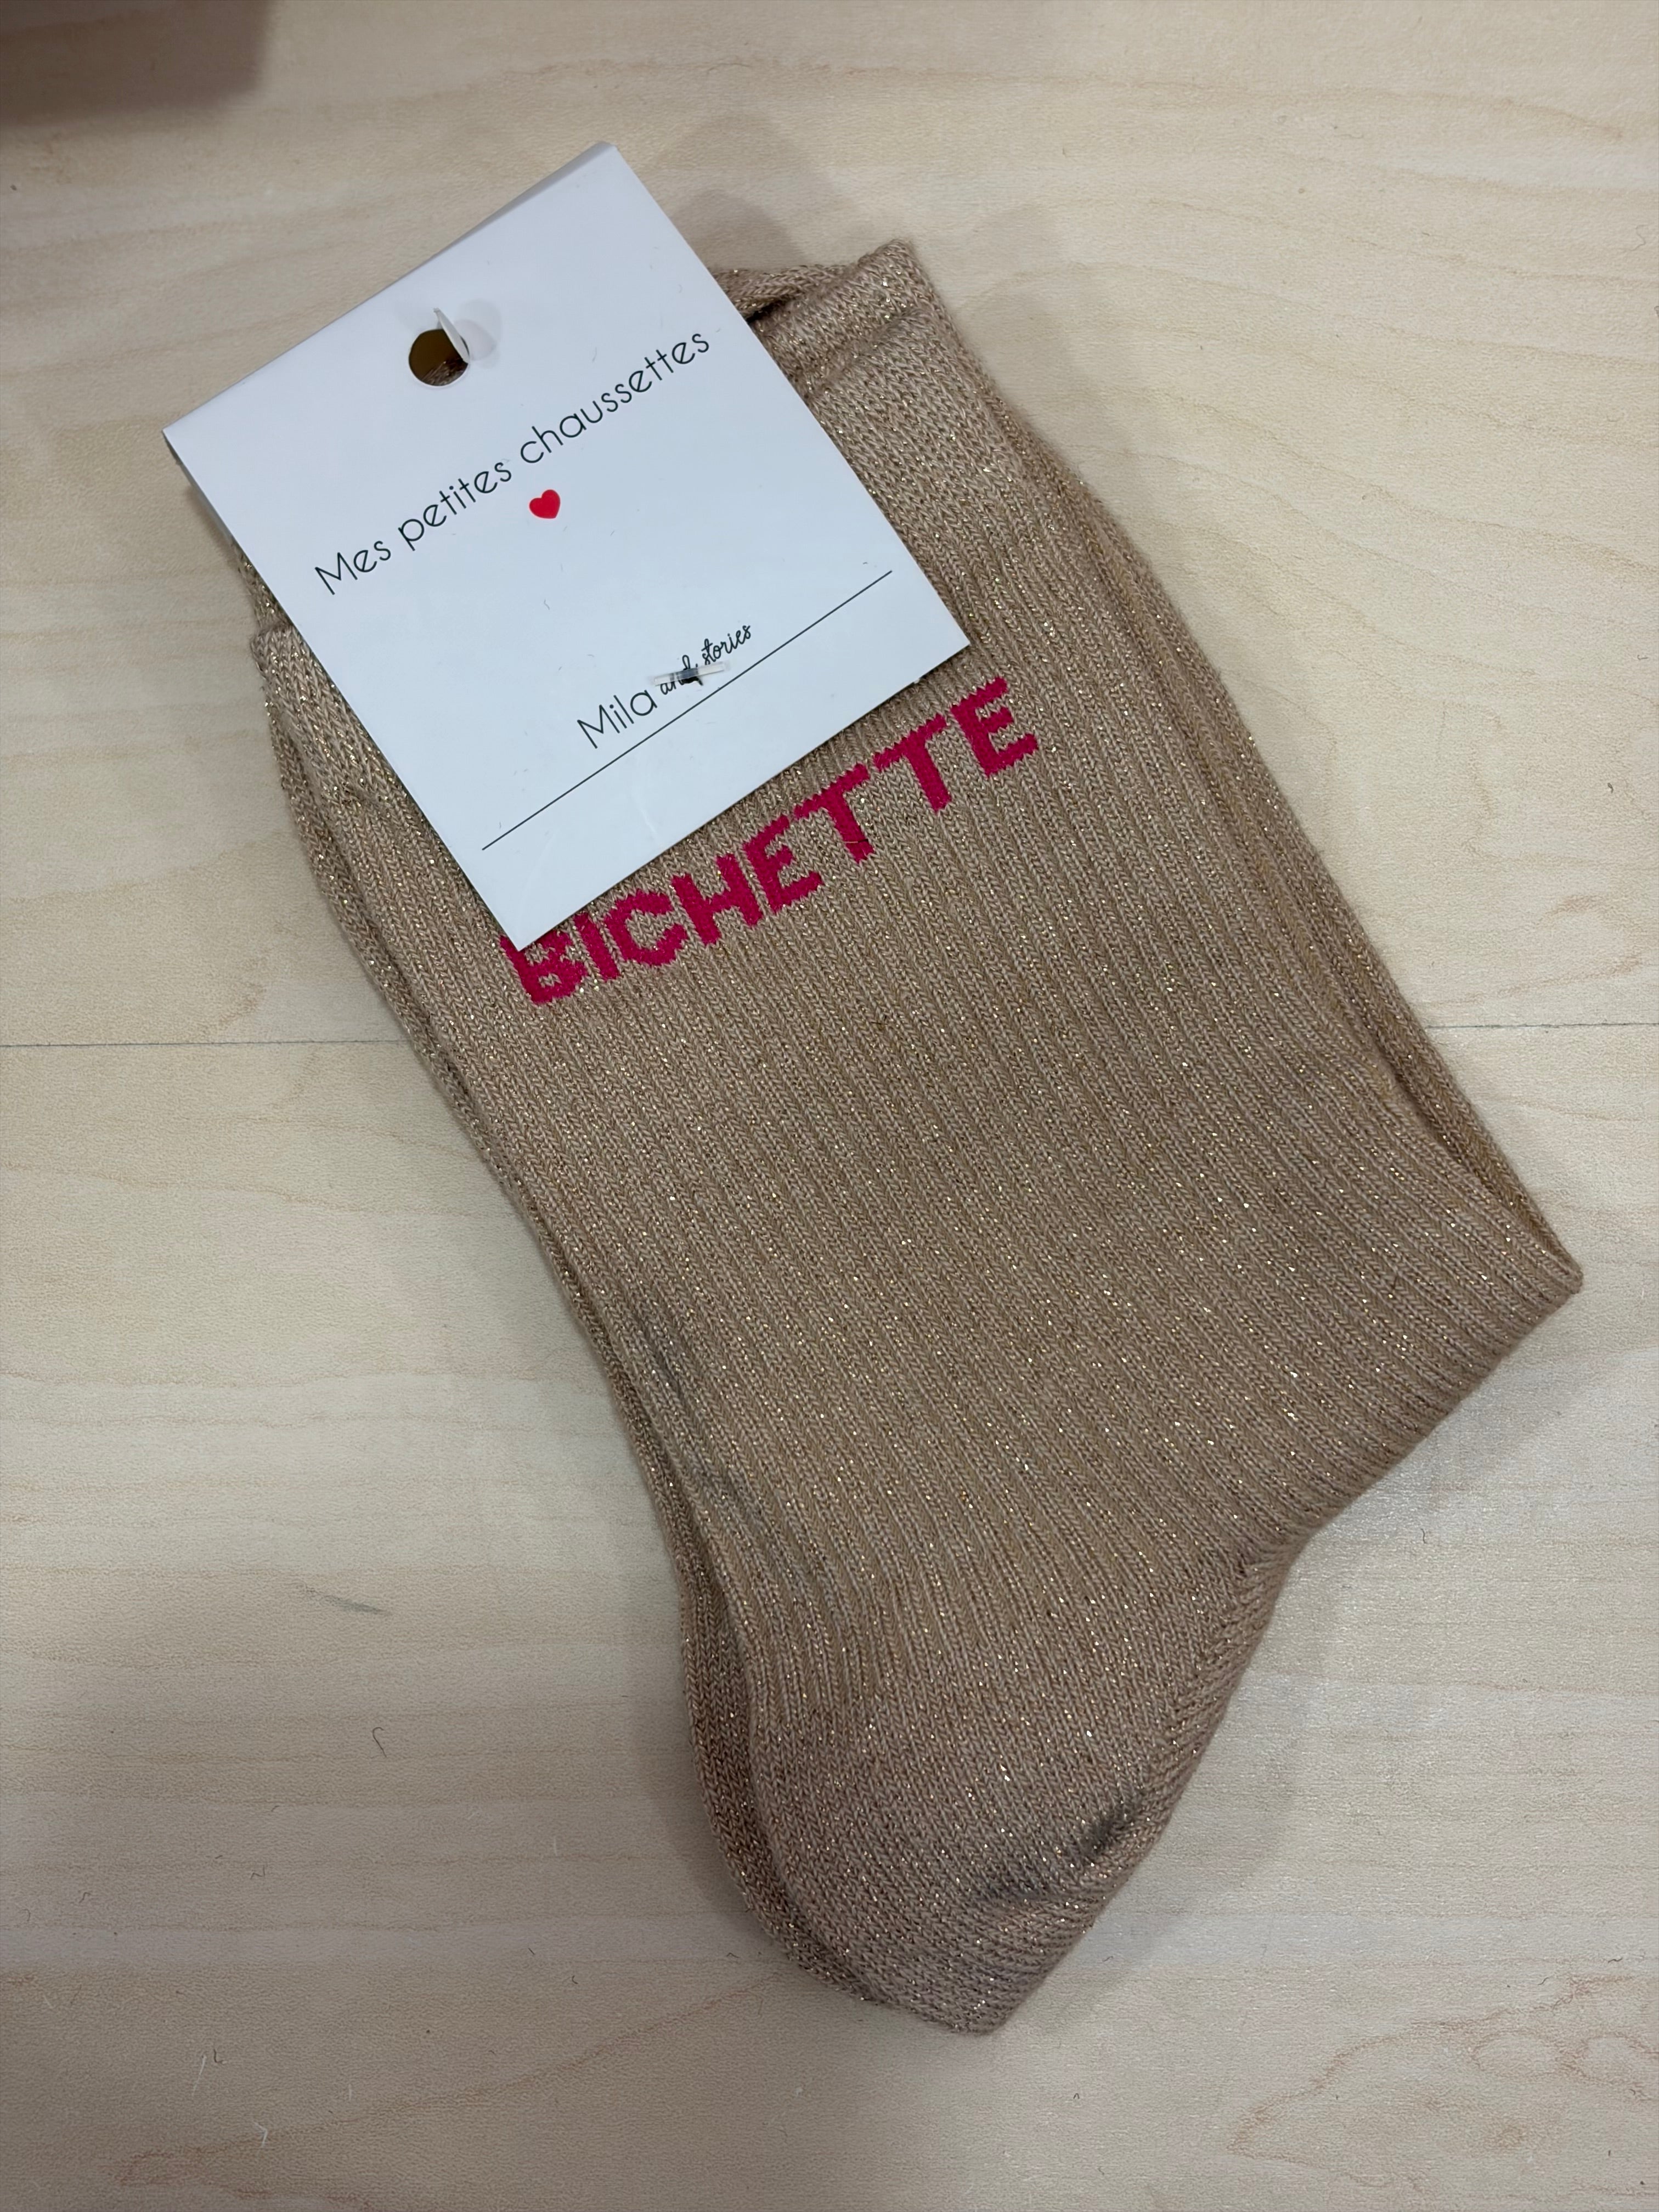 Mes petites chaussettes
Mila and stories
BICHETTE